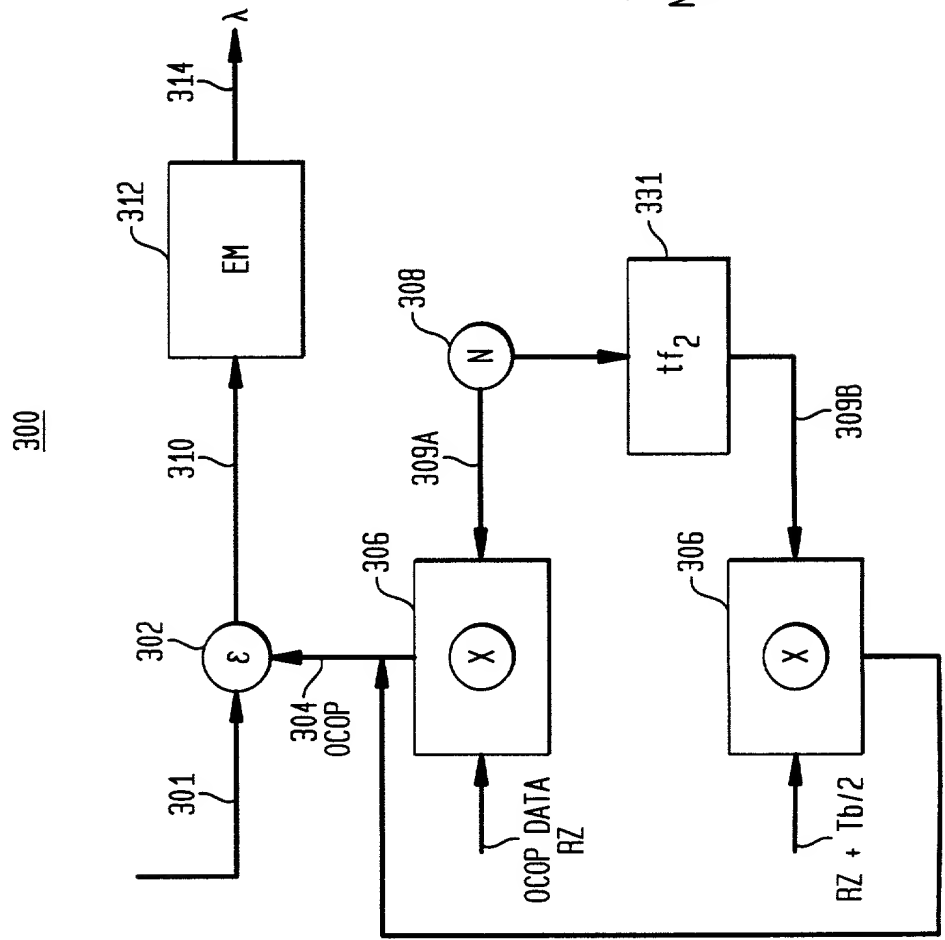 300
301
302
ε
304
OCOP
310
312
EM
314
λ
306
X
OCOP DATA
RZ
309A
308
N
331
tf2
309B
306
X
RZ + Tb/2